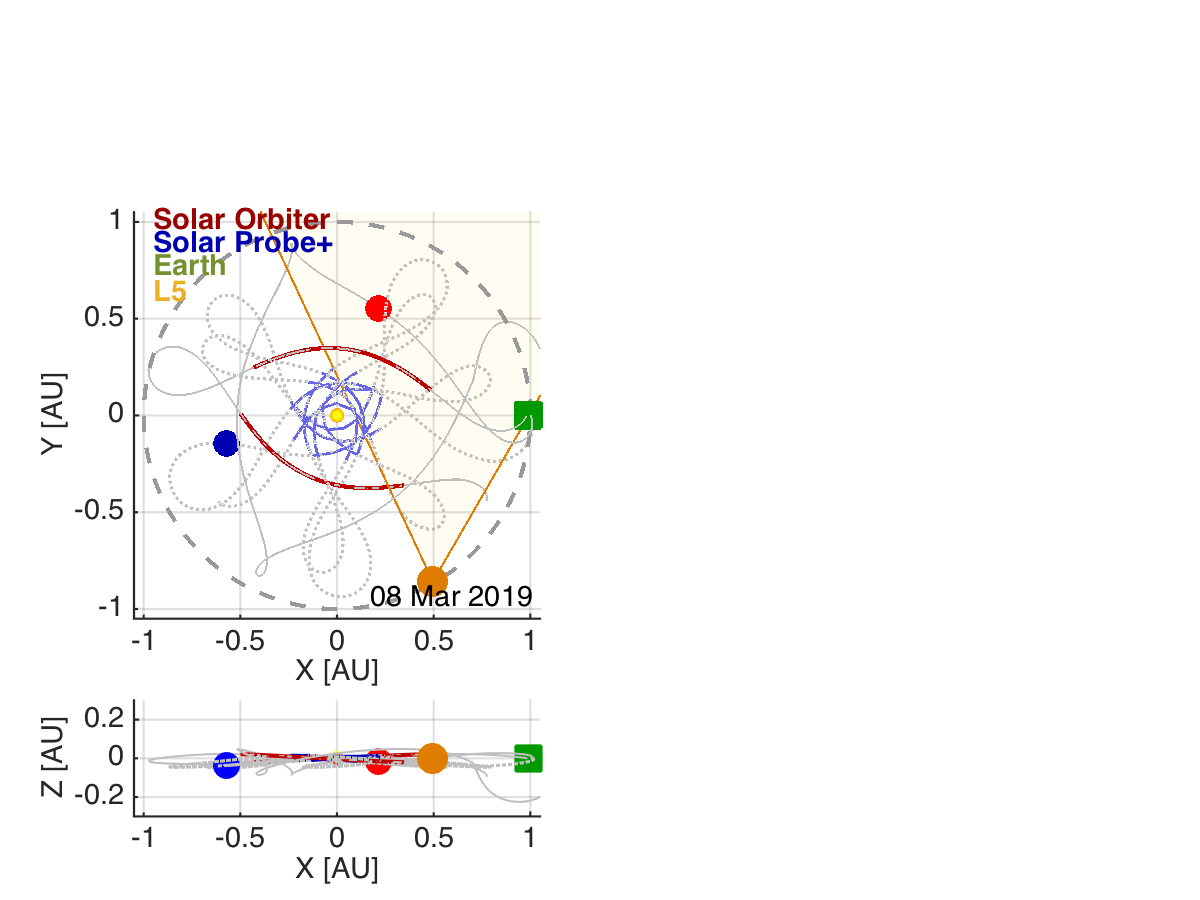 Solar Orbiter
Solar Probe+
Earth
L5
1
0.5
0
-0.5
-1
Y [AU]
08 Mar 2019
-1 -0.5 0 0.5 1
X [AU]
0.2
0
-0.2
Z [AU]
-1 -0.5 0 0.5 1
X [AU]